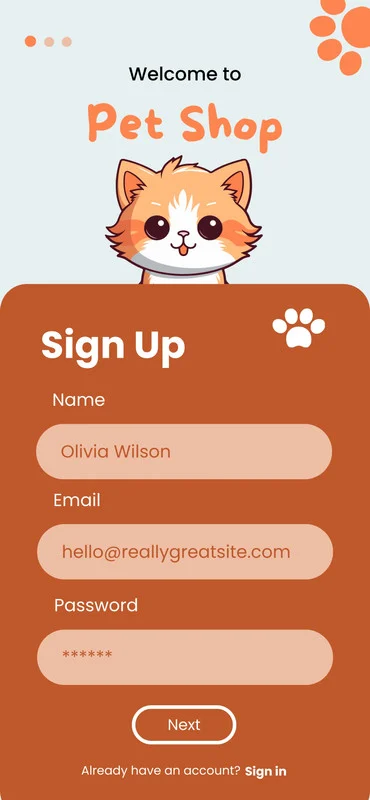 Welcome to
Pet Shop
Sign Up
Name
Olivia Wilson
Email
hello@reallygreatsite.com
Password
******
Next
Already have an account? Sign in